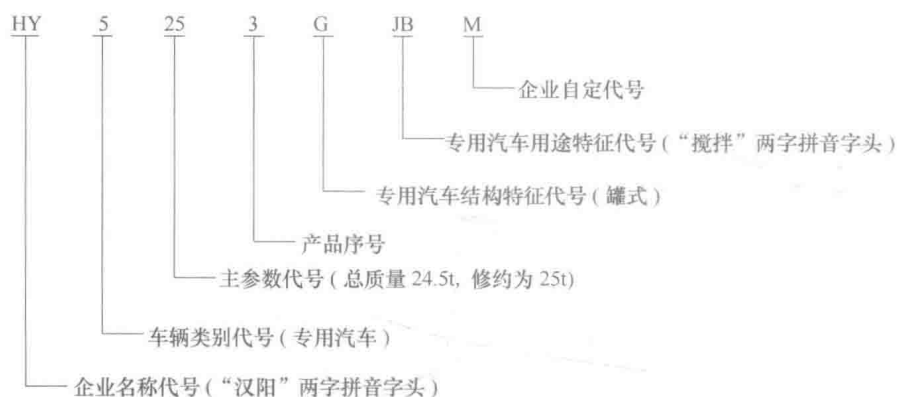 HY 5 25 3 G JB M
企业自定代号
专用汽车用途特征代号（“搅拌”两字拼音字头）
专用汽车结构特征代号（罐式）
产品序号
主参数代号（总质量 24.5t, 修约为 25t)
车辆类别代号（专用汽车）
企业名称代号（“汉阳”两字拼音字头）